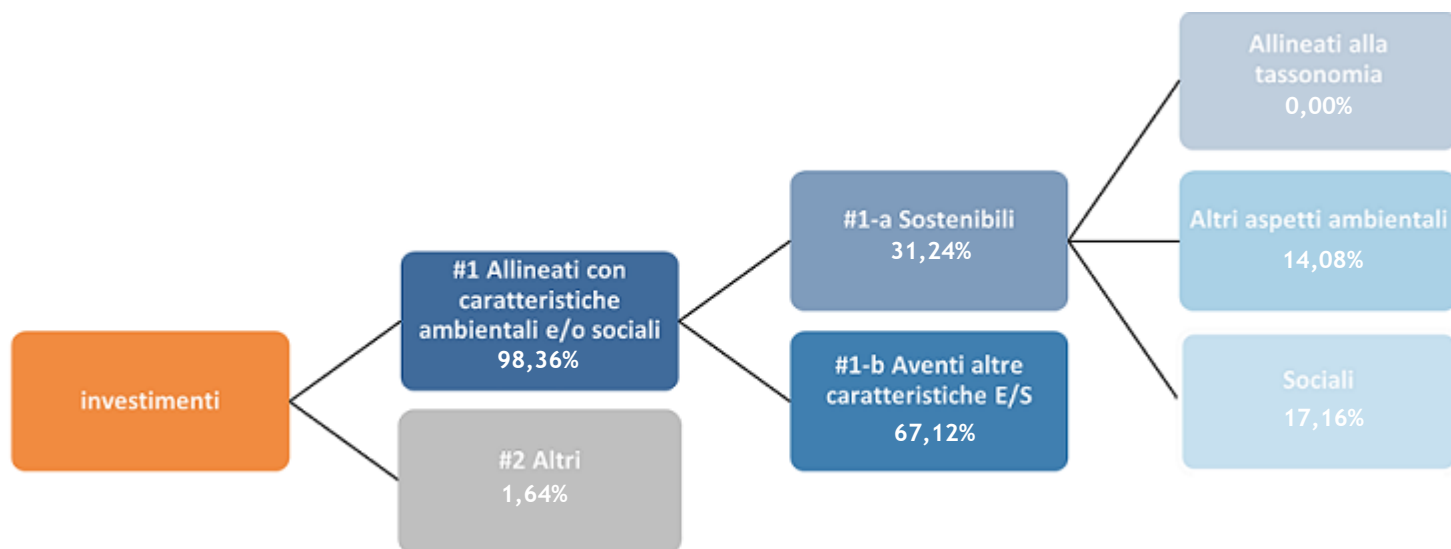 investimenti
#1 Allineati con
caratteristiche
ambientali e/o sociali
98,36%
#2 Altri
1,64%
#1-a Sostenibili
31,24%
#1-b Aventi altre
caratteristiche E/S
67,12%
Allineati alla
tassonomia
0,00%
Altri aspetti ambientali
14,08%
Sociali
17,16%